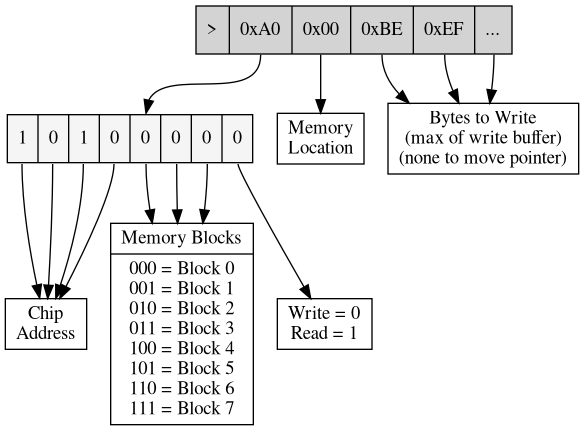 > 0xA0 0x00 0xBE 0xEF ...
1 0 1 0 0 0 0 0
Memory
Location
Bytes to Write
(max of write buffer)
(none to move pointer)
Memory Blocks
000 = Block 0
001 = Block 1
010 = Block 2
011 = Block 3
100 = Block 4
101 = Block 5
110 = Block 6
111 = Block 7
Chip
Address
Write = 0
Read = 1